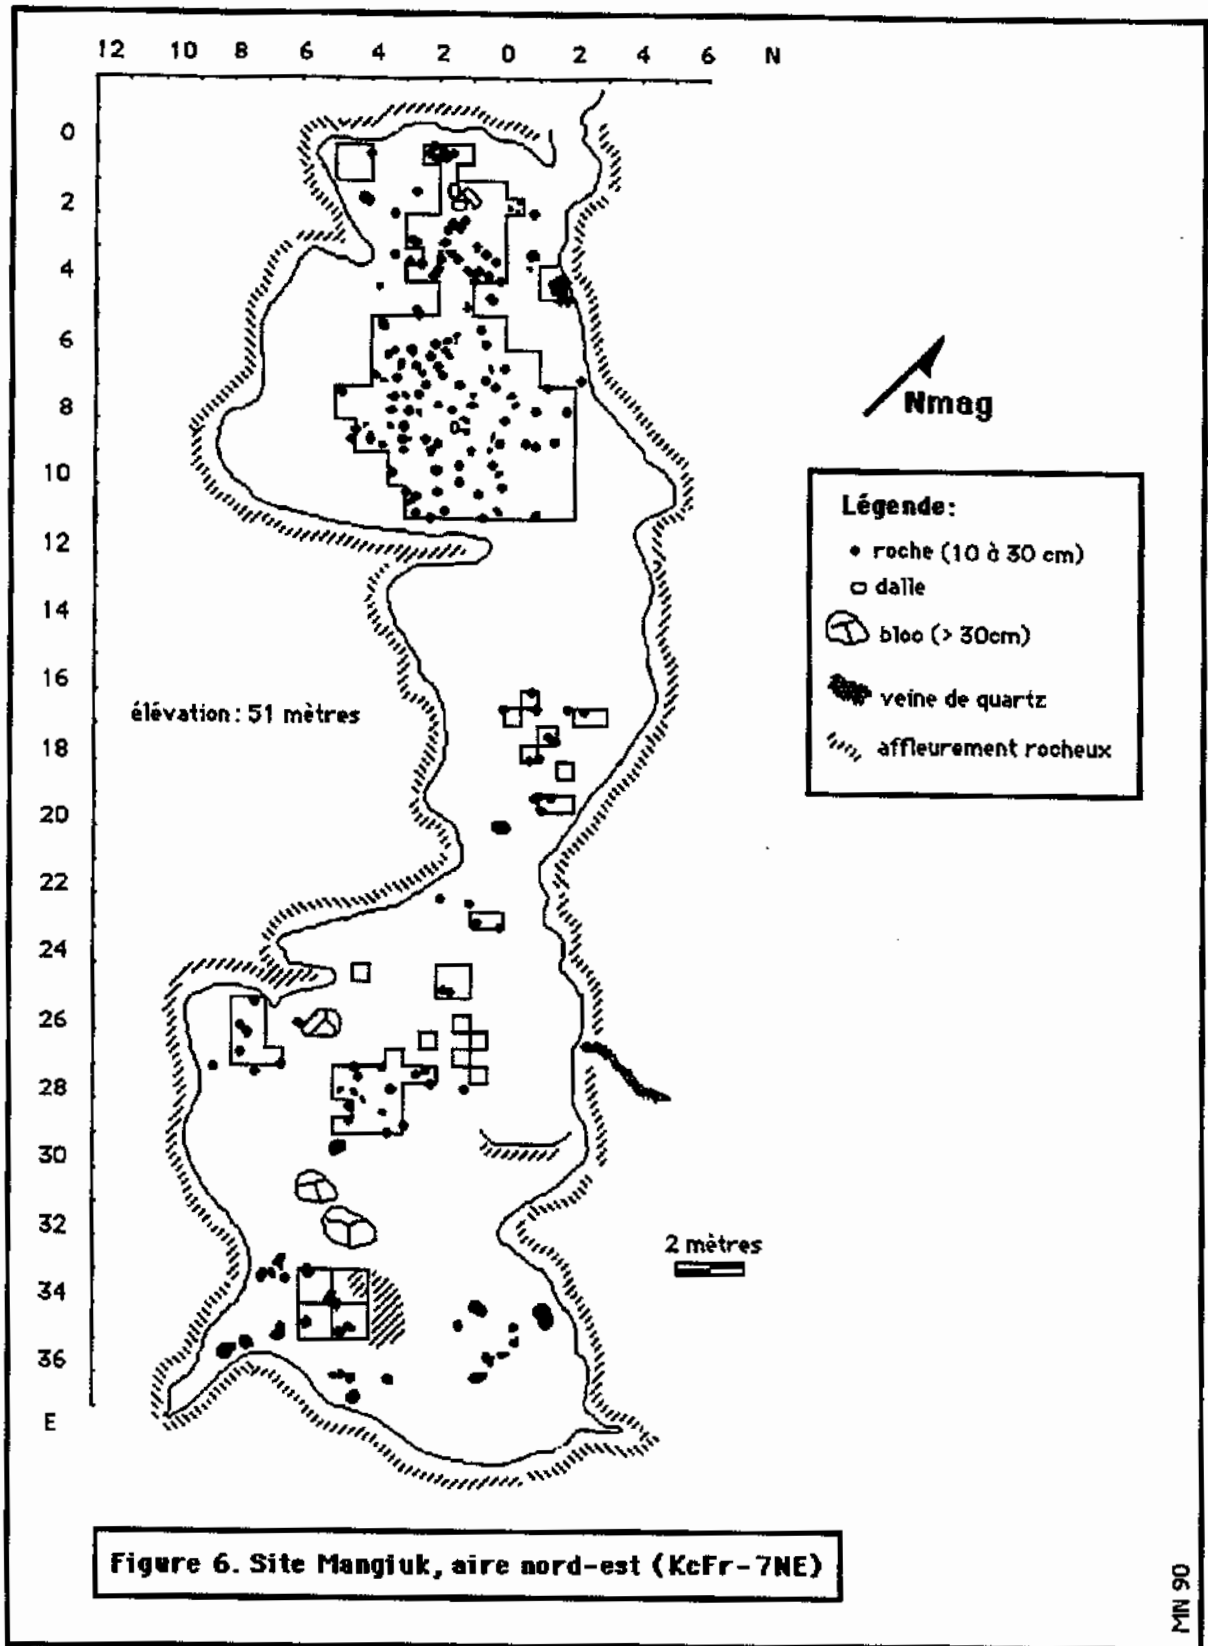 12 10 8 6 4 2 0 2 4 6 N
0
2
4
6
8
10
12
14
16
18
20
22
24
26
28
30
32
34
36
E
Nmag
Légende:
roche (10 à 30 cm)
dalle
bloo (> 30cm)
veine de quartz
affleurement rocheux
élévation: 51 mètres
2 mètres
Figure 6. Site Mangiuk, aire nord-est (KcFr-7NE)
MN 90